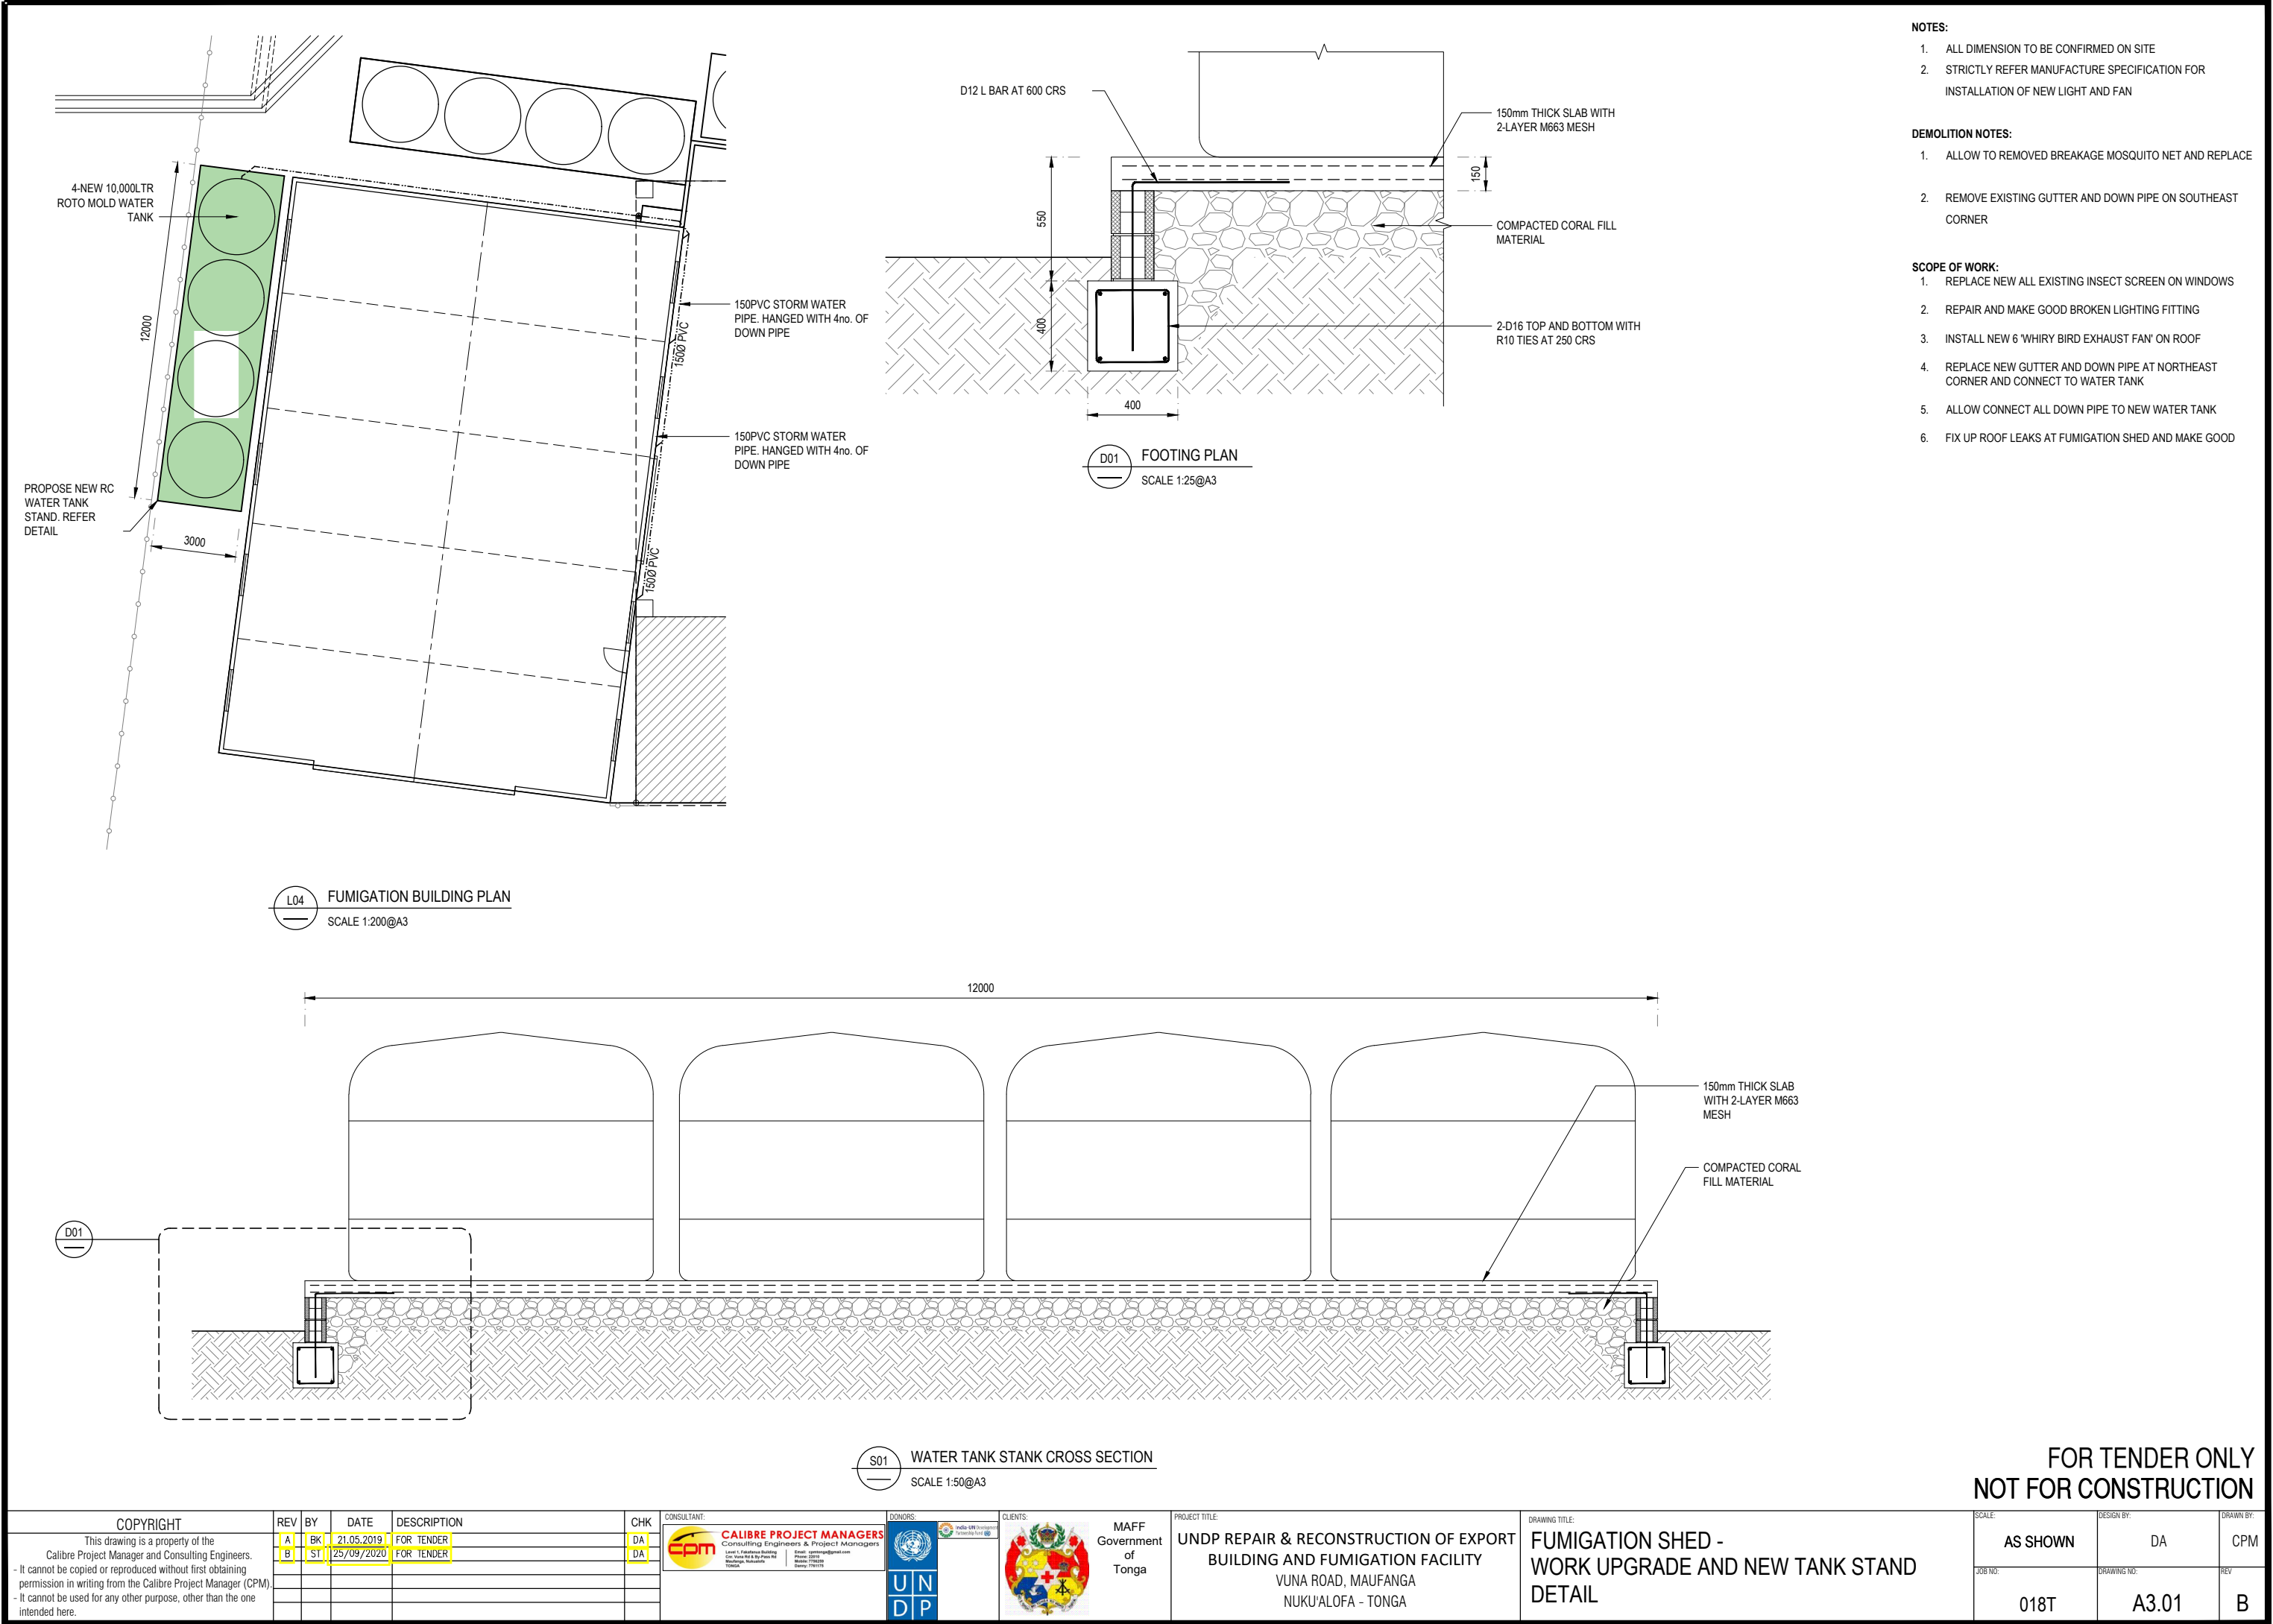 4-NEW 10,000LTR
ROTO MOLD WATER
TANK
12000
3000
PROPOSE NEW RC
WATER TANK
STAND. REFER
DETAIL
150PVC STORM WATER
PIPE. HANGED WITH 4no. OF
DOWN PIPE
150Ø PVC
150PVC STORM WATER
PIPE. HANGED WITH 4no. OF
DOWN PIPE
150Ø PVC
L04
FUMIGATION BUILDING PLAN
SCALE 1:200@A3
D12 L BAR AT 600 CRS
150mm THICK SLAB WITH
2-LAYER M663 MESH
150
550
COMPACTED CORAL FILL
MATERIAL
400
2-D16 TOP AND BOTTOM WITH
R10 TIES AT 250 CRS
400
D01
FOOTING PLAN
SCALE 1:25@A3
NOTES:
1. ALL DIMENSION TO BE CONFIRMED ON SITE
2. STRICTLY REFER MANUFACTURE SPECIFICATION FOR
INSTALLATION OF NEW LIGHT AND FAN
DEMOLITION NOTES:
1. ALLOW TO REMOVED BREAKAGE MOSQUITO NET AND REPLACE
2. REMOVE EXISTING GUTTER AND DOWN PIPE ON SOUTHEAST
CORNER
SCOPE OF WORK:
1. REPLACE NEW ALL EXISTING INSECT SCREEN ON WINDOWS
2. REPAIR AND MAKE GOOD BROKEN LIGHTING FITTING
3. INSTALL NEW 6 'WHIRY BIRD EXHAUST FAN' ON ROOF
4. REPLACE NEW GUTTER AND DOWN PIPE AT NORTHEAST
CORNER AND CONNECT TO WATER TANK
5. ALLOW CONNECT ALL DOWN PIPE TO NEW WATER TANK
6. FIX UP ROOF LEAKS AT FUMIGATION SHED AND MAKE GOOD
12000
150mm THICK SLAB
WITH 2-LAYER M663
MESH
COMPACTED CORAL
FILL MATERIAL
D01
S01
WATER TANK STANK CROSS SECTION
SCALE 1:50@A3
FOR TENDER ONLY
NOT FOR CONSTRUCTION
COPYRIGHT
This drawing is a property of the
Calibre Project Manager and Consulting Engineers.
- It cannot be copied or reproduced without first obtaining
permission in writing from the Calibre Project Manager (CPM).
- It cannot be used for any other purpose, other than the one
intended here.
REV BY DATE DESCRIPTION CHK
A BK 21.05.2019 FOR TENDER DA
B ST 25/09/2020 FOR TENDER DA
CONSULTANT:
cpm
CALIBRE PROJECT MANAGERS
Consulting Engineers & Project Managers
DONORS:
UN
DP
CLIENTS:
MAFF
Government
of
Tonga
PROJECT TITLE:
UNDP REPAIR & RECONSTRUCTION OF EXPORT
BUILDING AND FUMIGATION FACILITY
VUNA ROAD, MAUFANGA
NUKU'ALOFA - TONGA
DRAWING TITLE:
FUMIGATION SHED -
WORK UPGRADE AND NEW TANK STAND
DETAIL
SCALE:
AS SHOWN
DESIGN BY:
DA
DRAWN BY:
CPM
JOB NO:
018T
DRAWING NO:
A3.01
REV
B